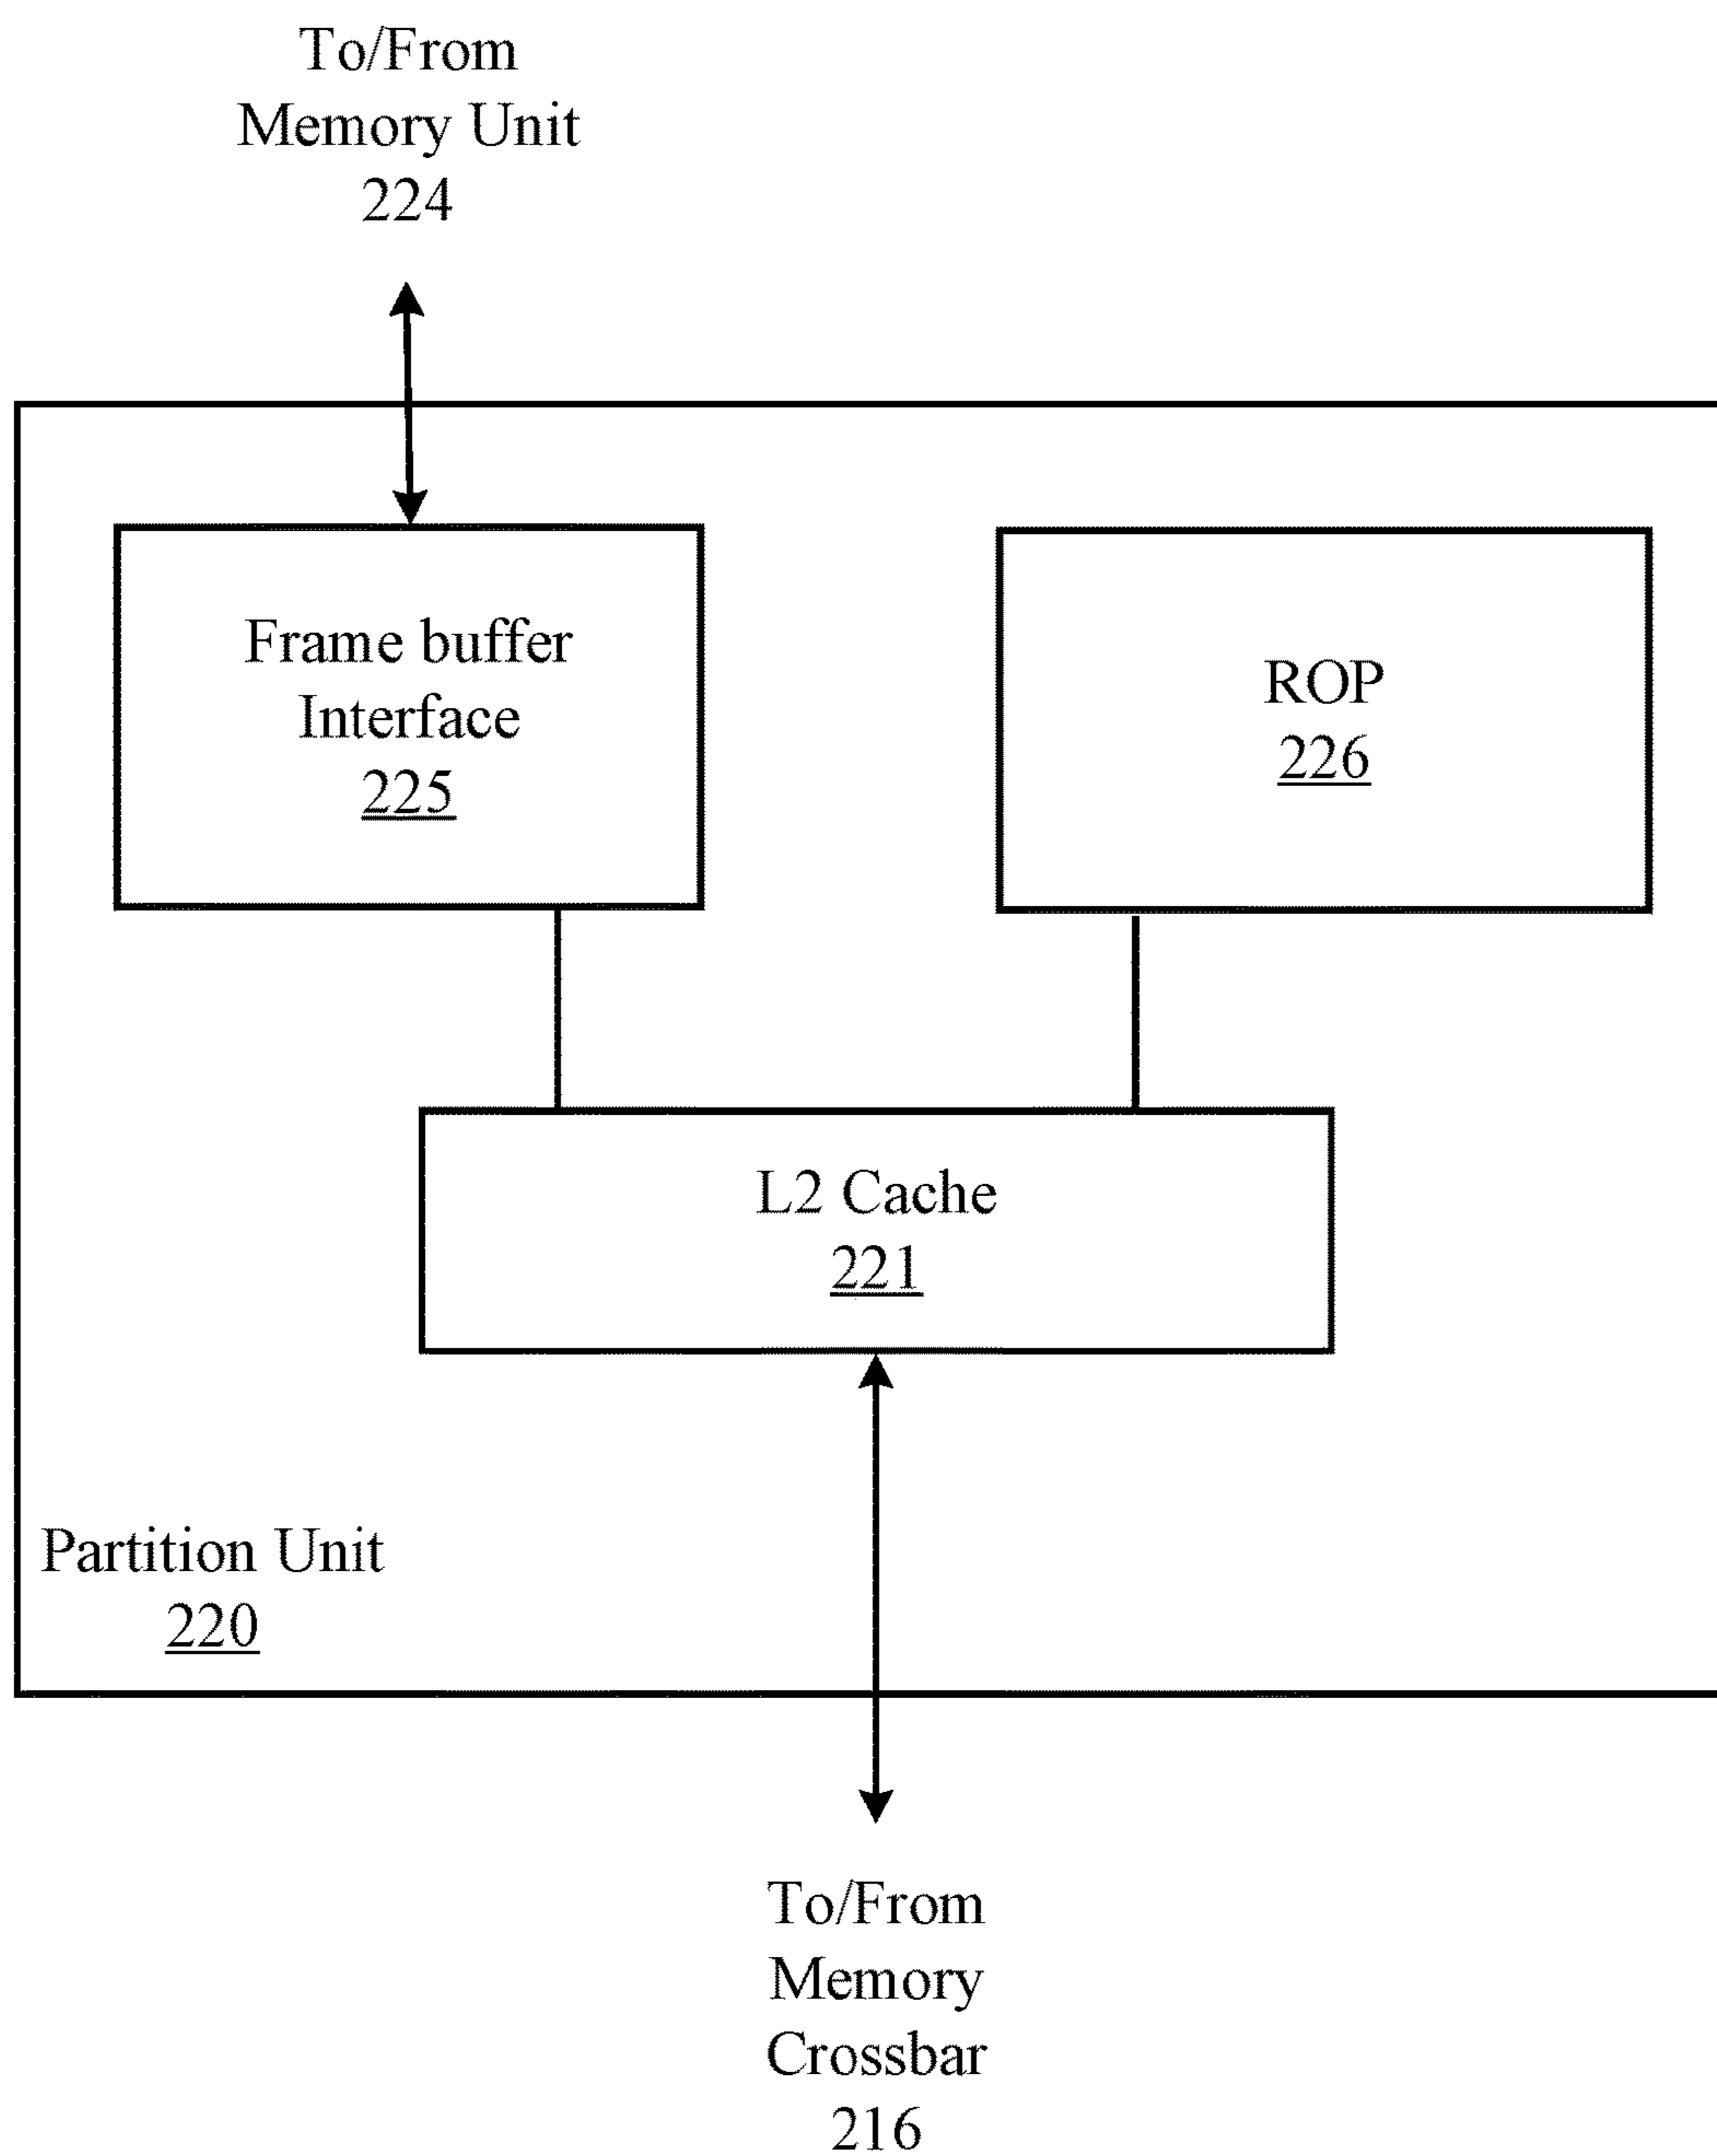 To/From
Memory Unit
224
Frame buffer
Interface
225
ROP
226
L2 Cache
221
Partition Unit
220
To/From
Memory
Crossbar
216